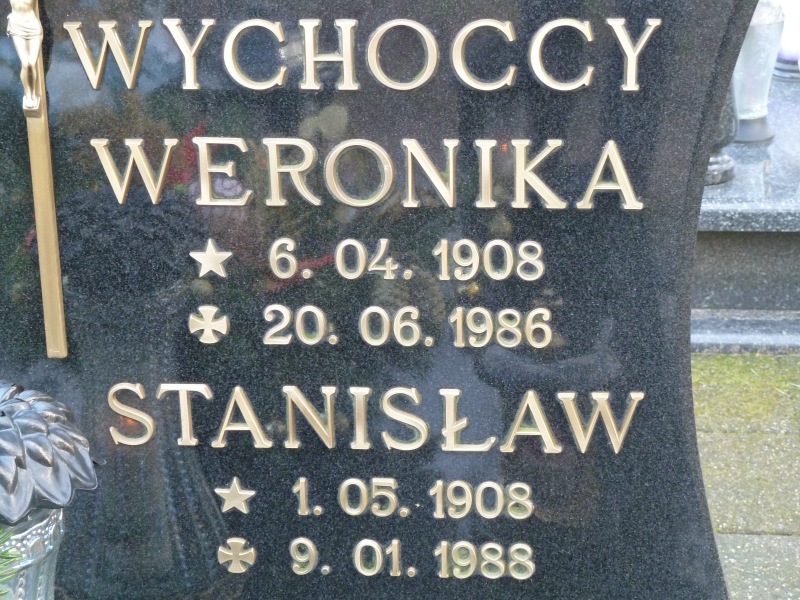 WYCHOCCY
WERONIKA
★ 6. 04. 1908
✠ 20. 06. 1986
STANISŁAW
★ 1. 05. 1908
✠ 9. 01. 1988